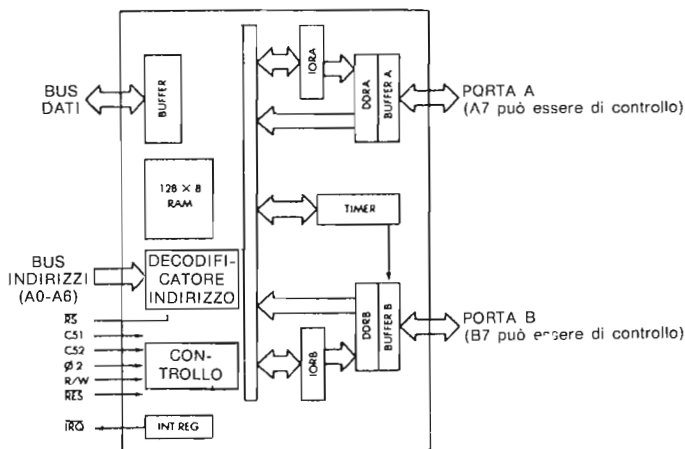 BUS
DATI
BUFFER
IORA
DDRA
BUFFER A
PORTA A
(A7 può essere di controllo)
128 × 8
RAM
TIMER
BUS
INDIRIZZI
(A0-A6)
DECODIFI-
CATORE
INDIRIZZO
DDRB
BUFFER B
PORTA B
(B7 può essere di controllo)
IORB
RS
CS1
CS2
Ø 2
R/W
RES
CON-
TROLLO
IRQ
INT REG